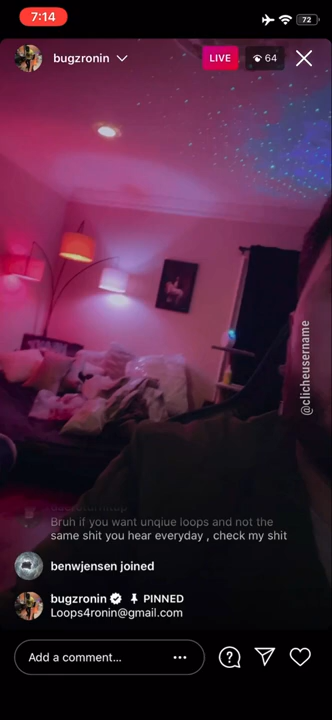 7:14
72
bugzronin
LIVE
64
@clicheusername
Bruh if you want unqiue loops and not the
same shit you hear everyday , check my shit
benwjensen joined
bugzronin PINNED
Loops4ronin@gmail.com
Add a comment...